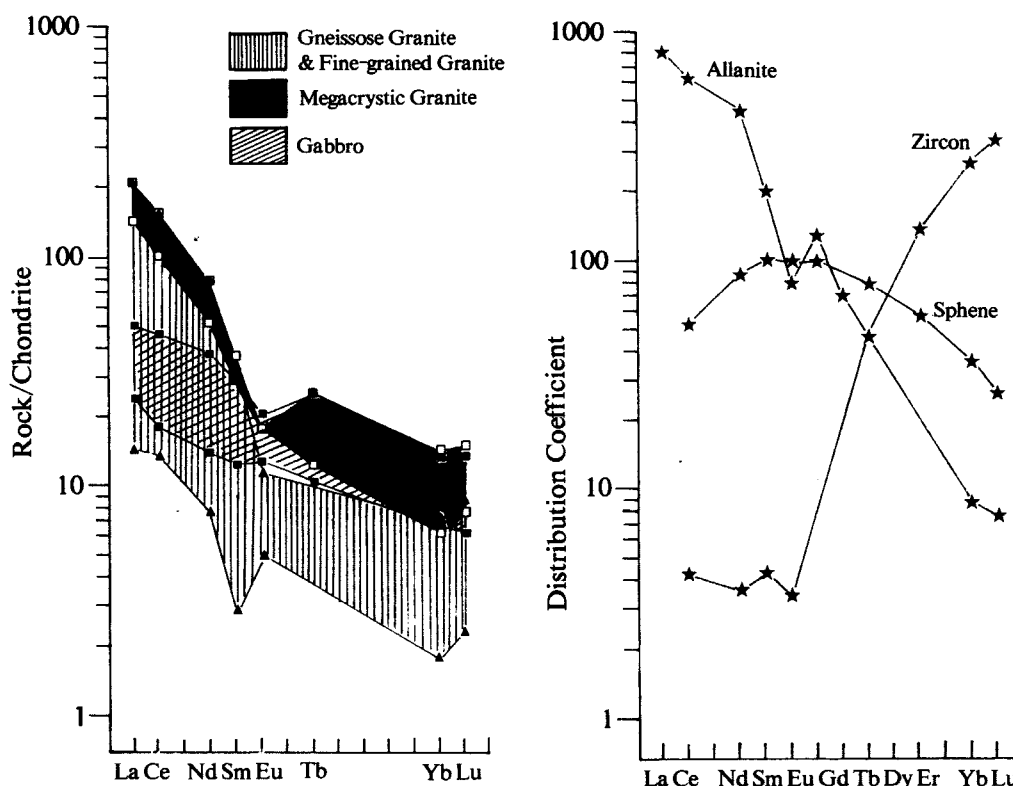 1000
100
10
1
Rock/Chondrite
Gneissose Granite
& Fine-grained Granite
Megacrystic Granite
Gabbro
La Ce Nd Sm Eu Tb Yb Lu
1000
100
10
1
Distribution Coefficient
Allanite
Zircon
Sphene
La Ce Nd Sm Eu Gd Tb Dy Er Yb Lu